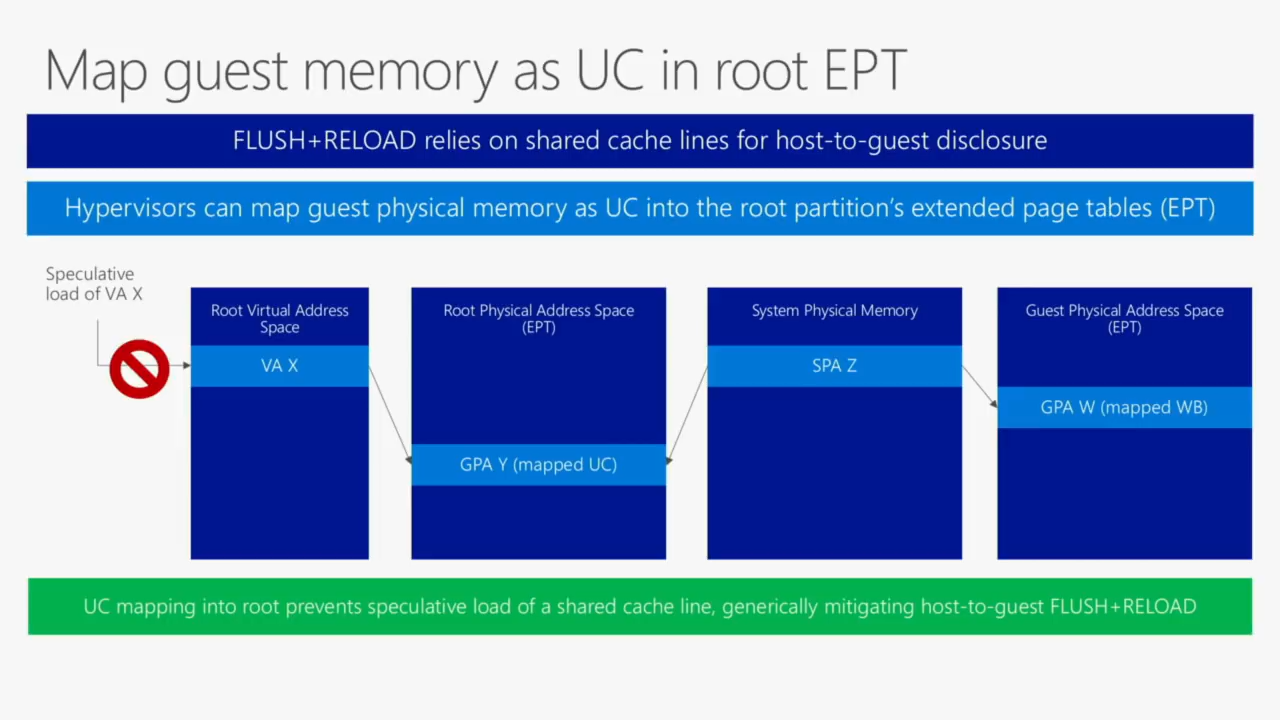 Map guest memory as UC in root EPT
FLUSH+RELOAD relies on shared cache lines for host-to-guest disclosure
Hypervisors can map guest physical memory as UC into the root partition’s extended page tables (EPT)
Speculative
load of VA X
Root Virtual Address
Space
VA X
Root Physical Address Space
(EPT)
GPA Y (mapped UC)
System Physical Memory
SPA Z
Guest Physical Address Space
(EPT)
GPA W (mapped WB)
UC mapping into root prevents speculative load of a shared cache line, generically mitigating host-to-guest FLUSH+RELOAD